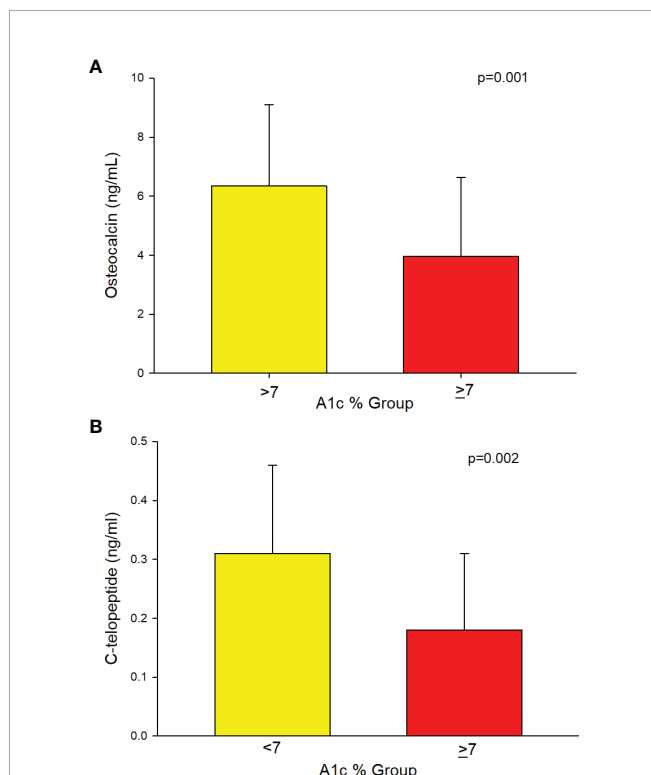 A
10
p=0.001
8
6
4
2
0
Osteocalcin (ng/mL)
>7
≥7
A1c % Group
B
0.5
p=0.002
0.4
0.3
0.2
0.1
0.0
C-telopeptide (ng/ml)
<7
≥7
A1c % Group